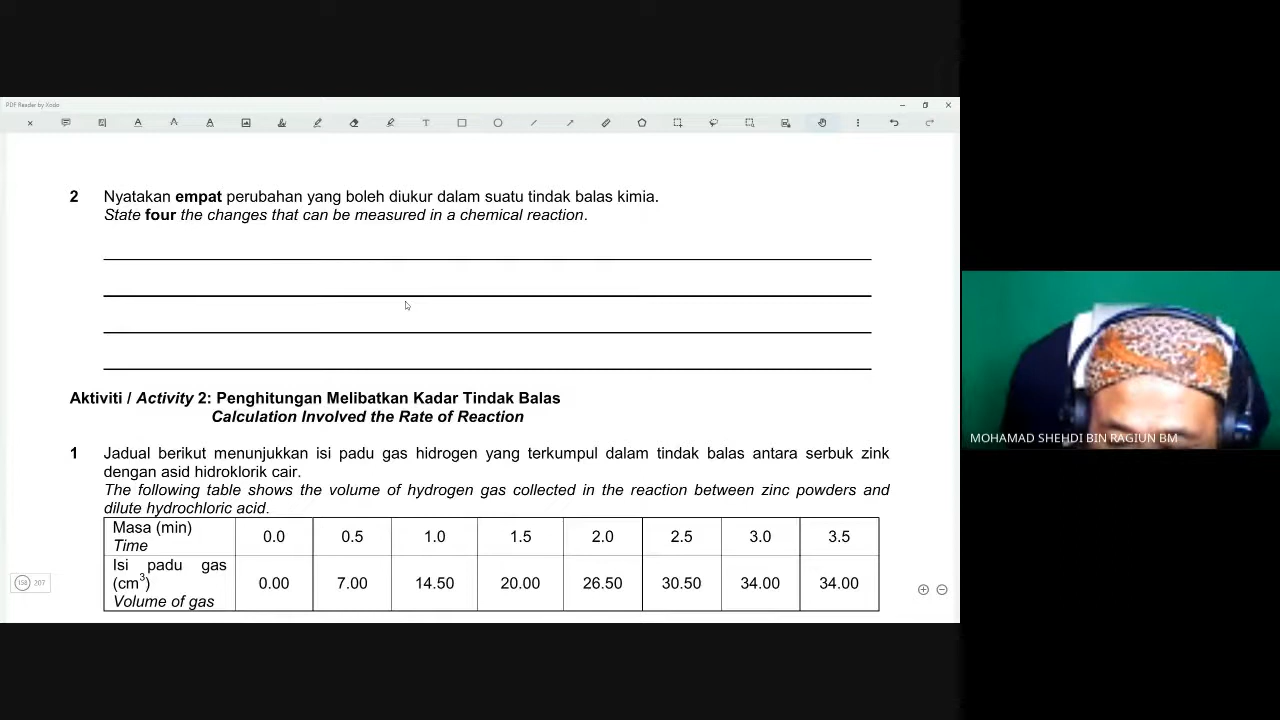 PDF Reader by Xodo
2 Nyatakan empat perubahan yang boleh diukur dalam suatu tindak balas kimia.
State four the changes that can be measured in a chemical reaction.
Aktiviti / Activity 2: Penghitungan Melibatkan Kadar Tindak Balas
Calculation Involved the Rate of Reaction
1 Jadual berikut menunjukkan isi padu gas hidrogen yang terkumpul dalam tindak balas antara serbuk zink
dengan asid hidroklorik cair.
The following table shows the volume of hydrogen gas collected in the reaction between zinc powders and
dilute hydrochloric acid.
Masa (min)
Time
0.0 0.5 1.0 1.5 2.0 2.5 3.0 3.5
Isi padu gas
(cm³)
Volume of gas
0.00 7.00 14.50 20.00 26.50 30.50 34.00 34.00
158 207
MOHAMAD SHEHDI BIN RAGIUN BM